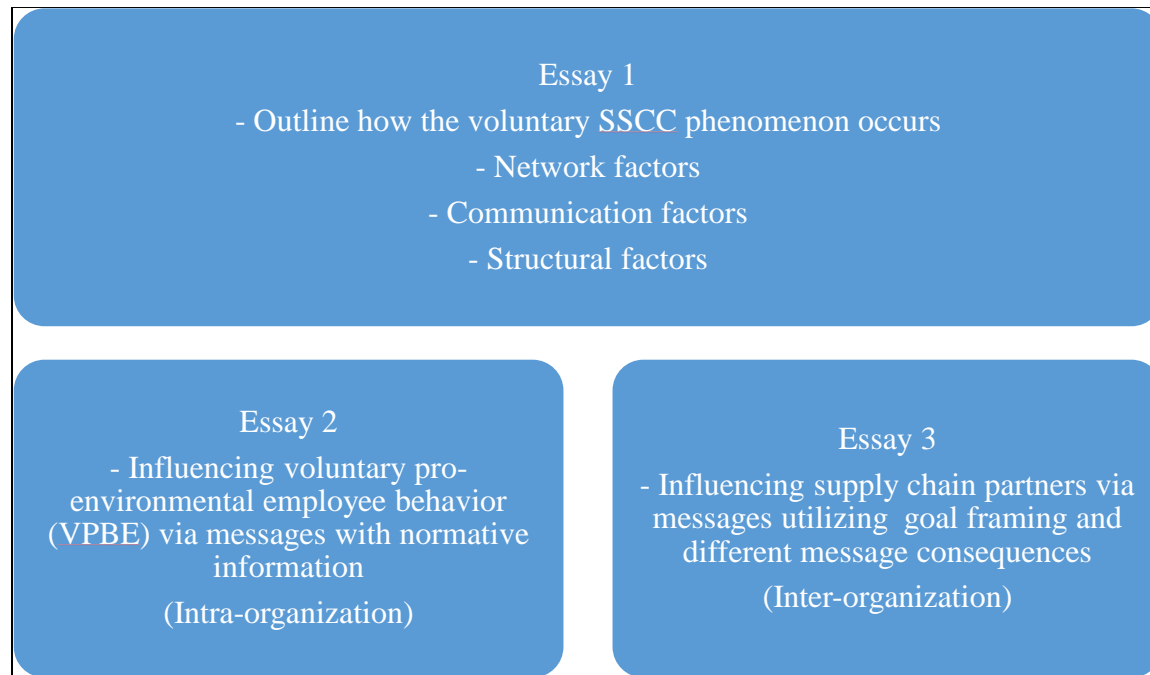 Essay 1
- Outline how the voluntary SSCC phenomenon occurs
- Network factors
- Communication factors
- Structural factors
Essay 2
- Influencing voluntary pro-
environmental employee behavior
(VPBE) via messages with normative
information
(Intra-organization)
Essay 3
- Influencing supply chain partners via
messages utilizing  goal framing and
different message consequences
(Inter-organization)